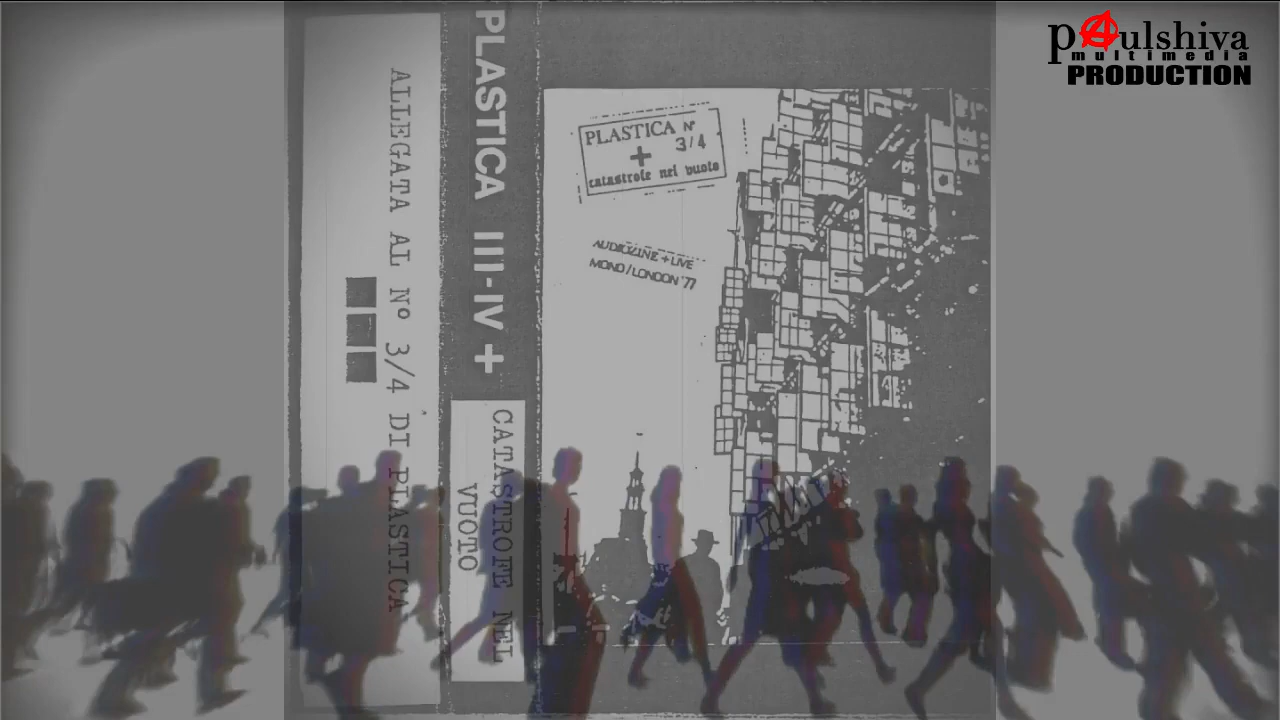 pAulshiva
multimedia
PRODUCTION
ALLEGATA AL Nº 3/4 DI PLASTICA
PLASTICA III-IV +
CATASTROFE NEL
VUOTO
PLASTICA Nº
3/4
+
catastrofe nel vuoto
AUDIOZINE + LIVE
MONO/LONDON '77